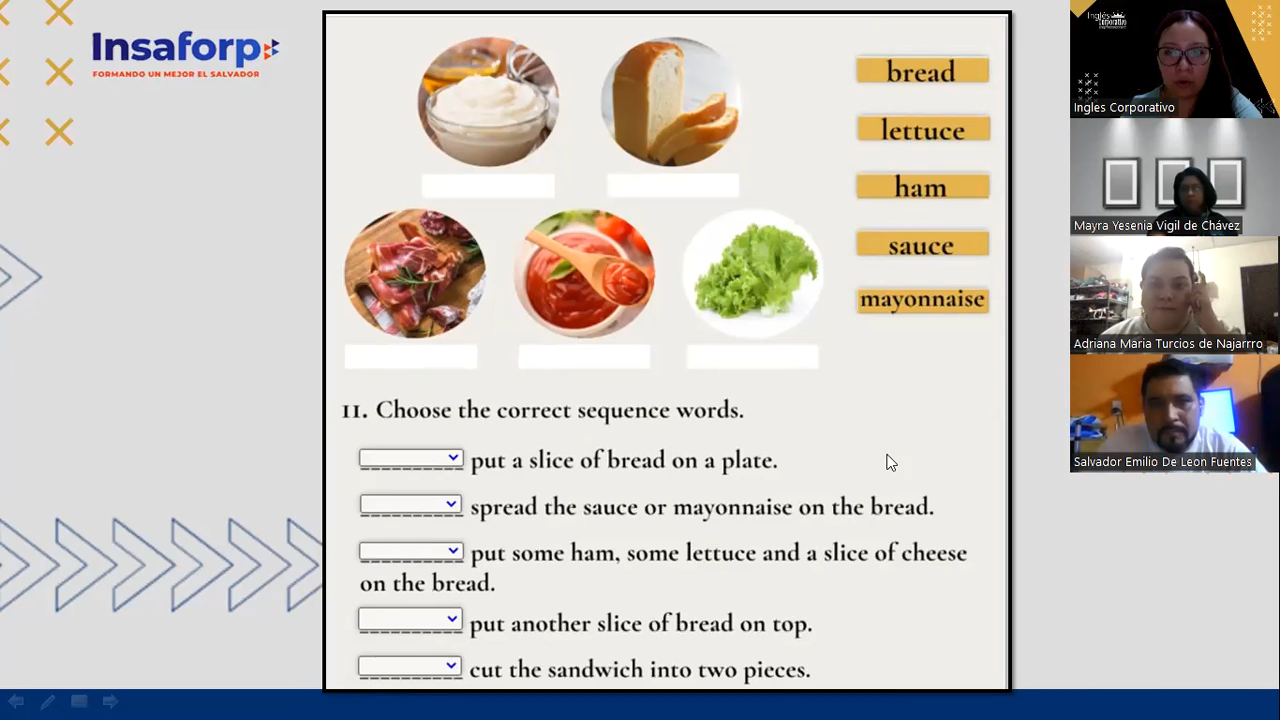 Insaforp
FORMANDO UN MEJOR EL SALVADOR
bread
lettuce
ham
sauce
mayonnaise
11. Choose the correct sequence words.
put a slice of bread on a plate.
spread the sauce or mayonnaise on the bread.
put some ham, some lettuce and a slice of cheese
on the bread.
put another slice of bread on top.
cut the sandwich into two pieces.
Inglés
Corporativo
Ingles Corporativo
Mayra Yesenia Vigil de Chávez
Adriana Maria Turcios de Najarrro
Salvador Emilio De Leon Fuentes